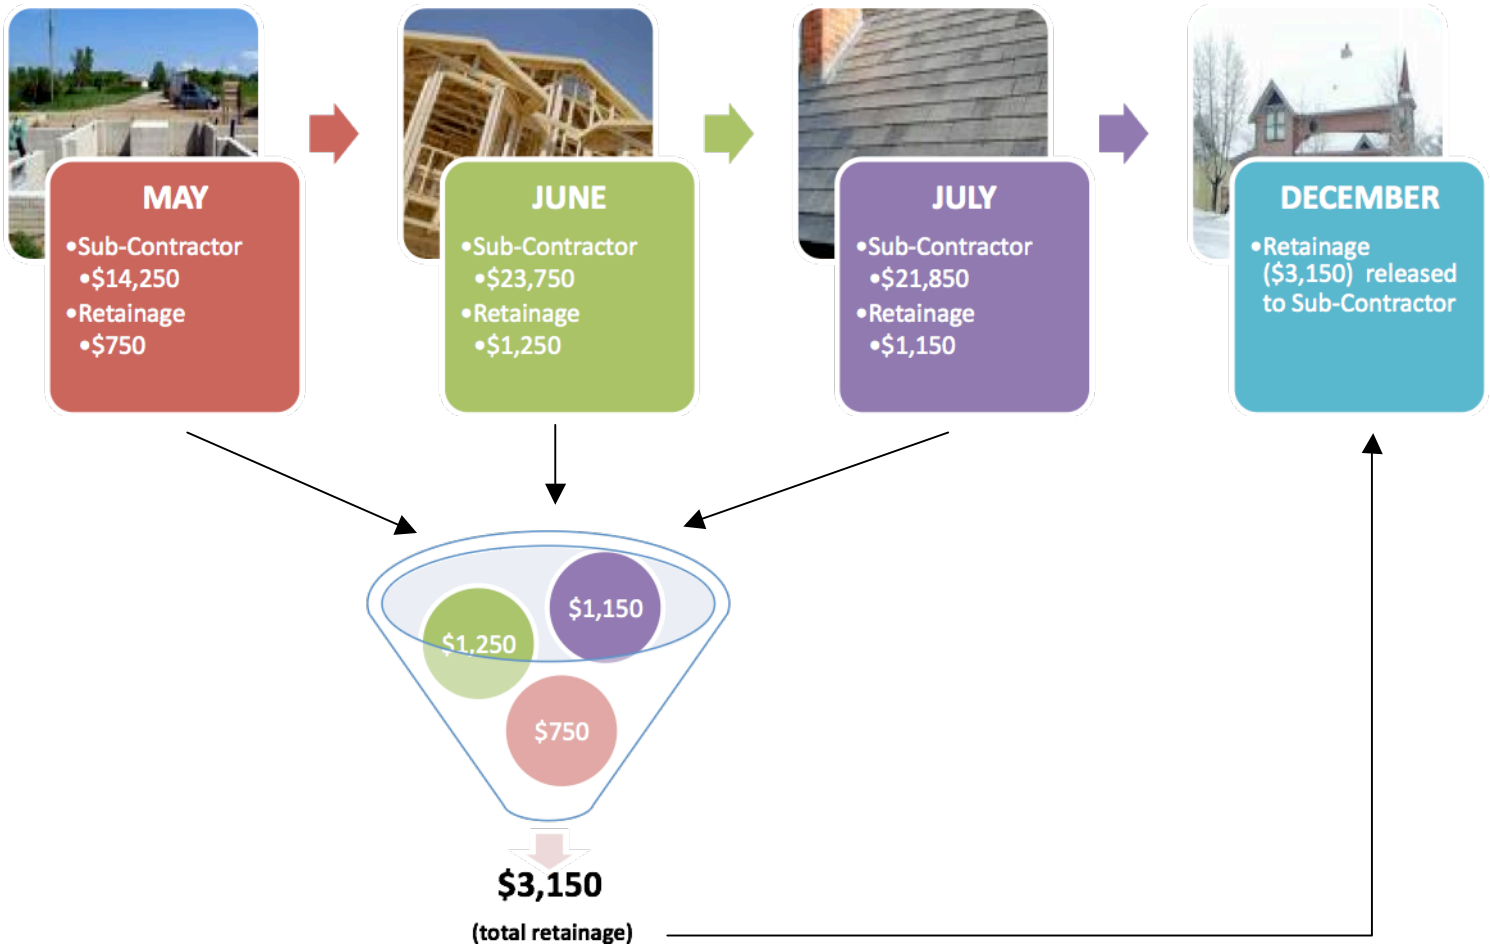 MAY
•Sub-Contractor
•$14,250
•Retainage
•$750
JUNE
•Sub-Contractor
•$23,750
•Retainage
•$1,250
JULY
•Sub-Contractor
•$21,850
•Retainage
•$1,150
DECEMBER
•Retainage
($3,150) released
to Sub-Contractor
$1,150
$1,250
$750
$3,150
(total retainage)